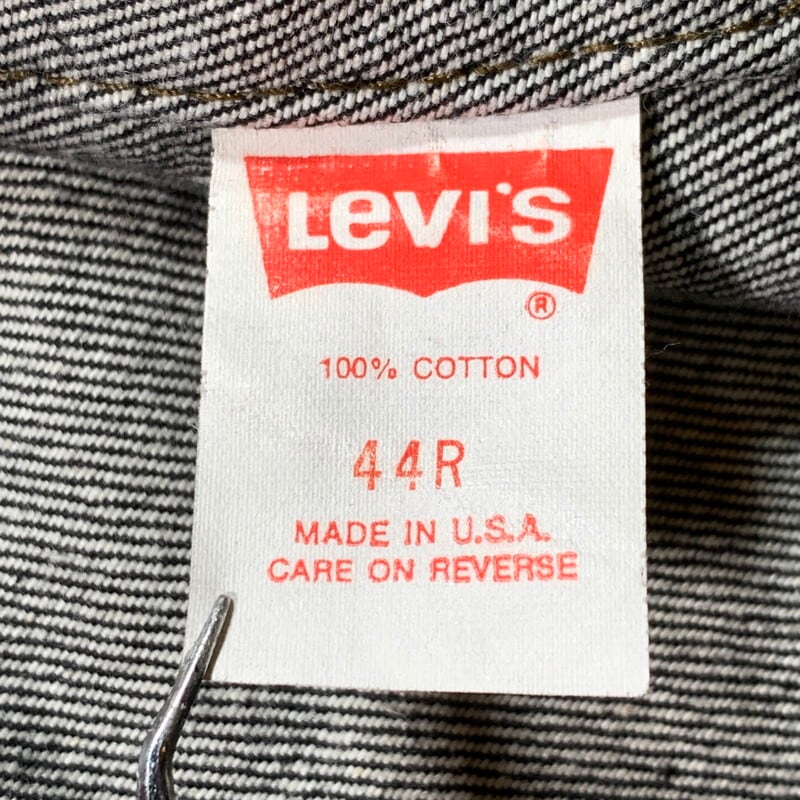 Levi's
®
100% COTTON
44R
MADE IN U.S.A.
CARE ON REVERSE